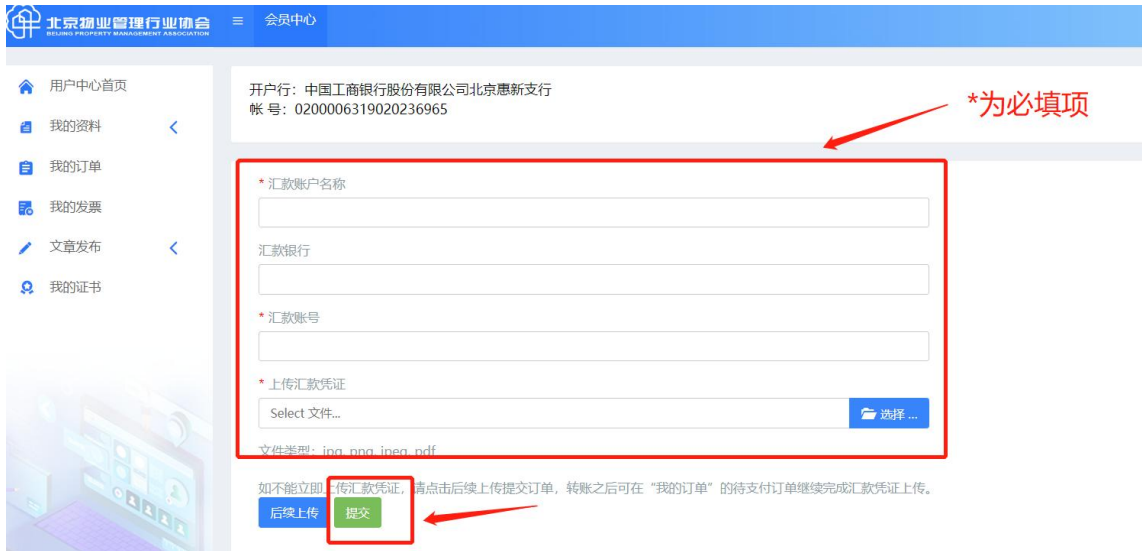 北京物业管理行业协会
BEIJING PROPERTY MANAGEMENT ASSOCIATION
会员中心
用户中心首页
我的资料
我的订单
我的发票
文章发布
我的证书
开户行：中国工商银行股份有限公司北京惠新支行
帐 号：0200006319020236965
*为必填项
* 汇款账户名称
汇款银行
* 汇款账号
* 上传汇款凭证
Select 文件...
选择 ...
文件类型：jpg, png, jpeg, pdf
如不能立即上传汇款凭证，请点击后续上传提交订单，转账之后可在“我的订单”的待支付订单继续完成汇款凭证上传。
后续上传
提交